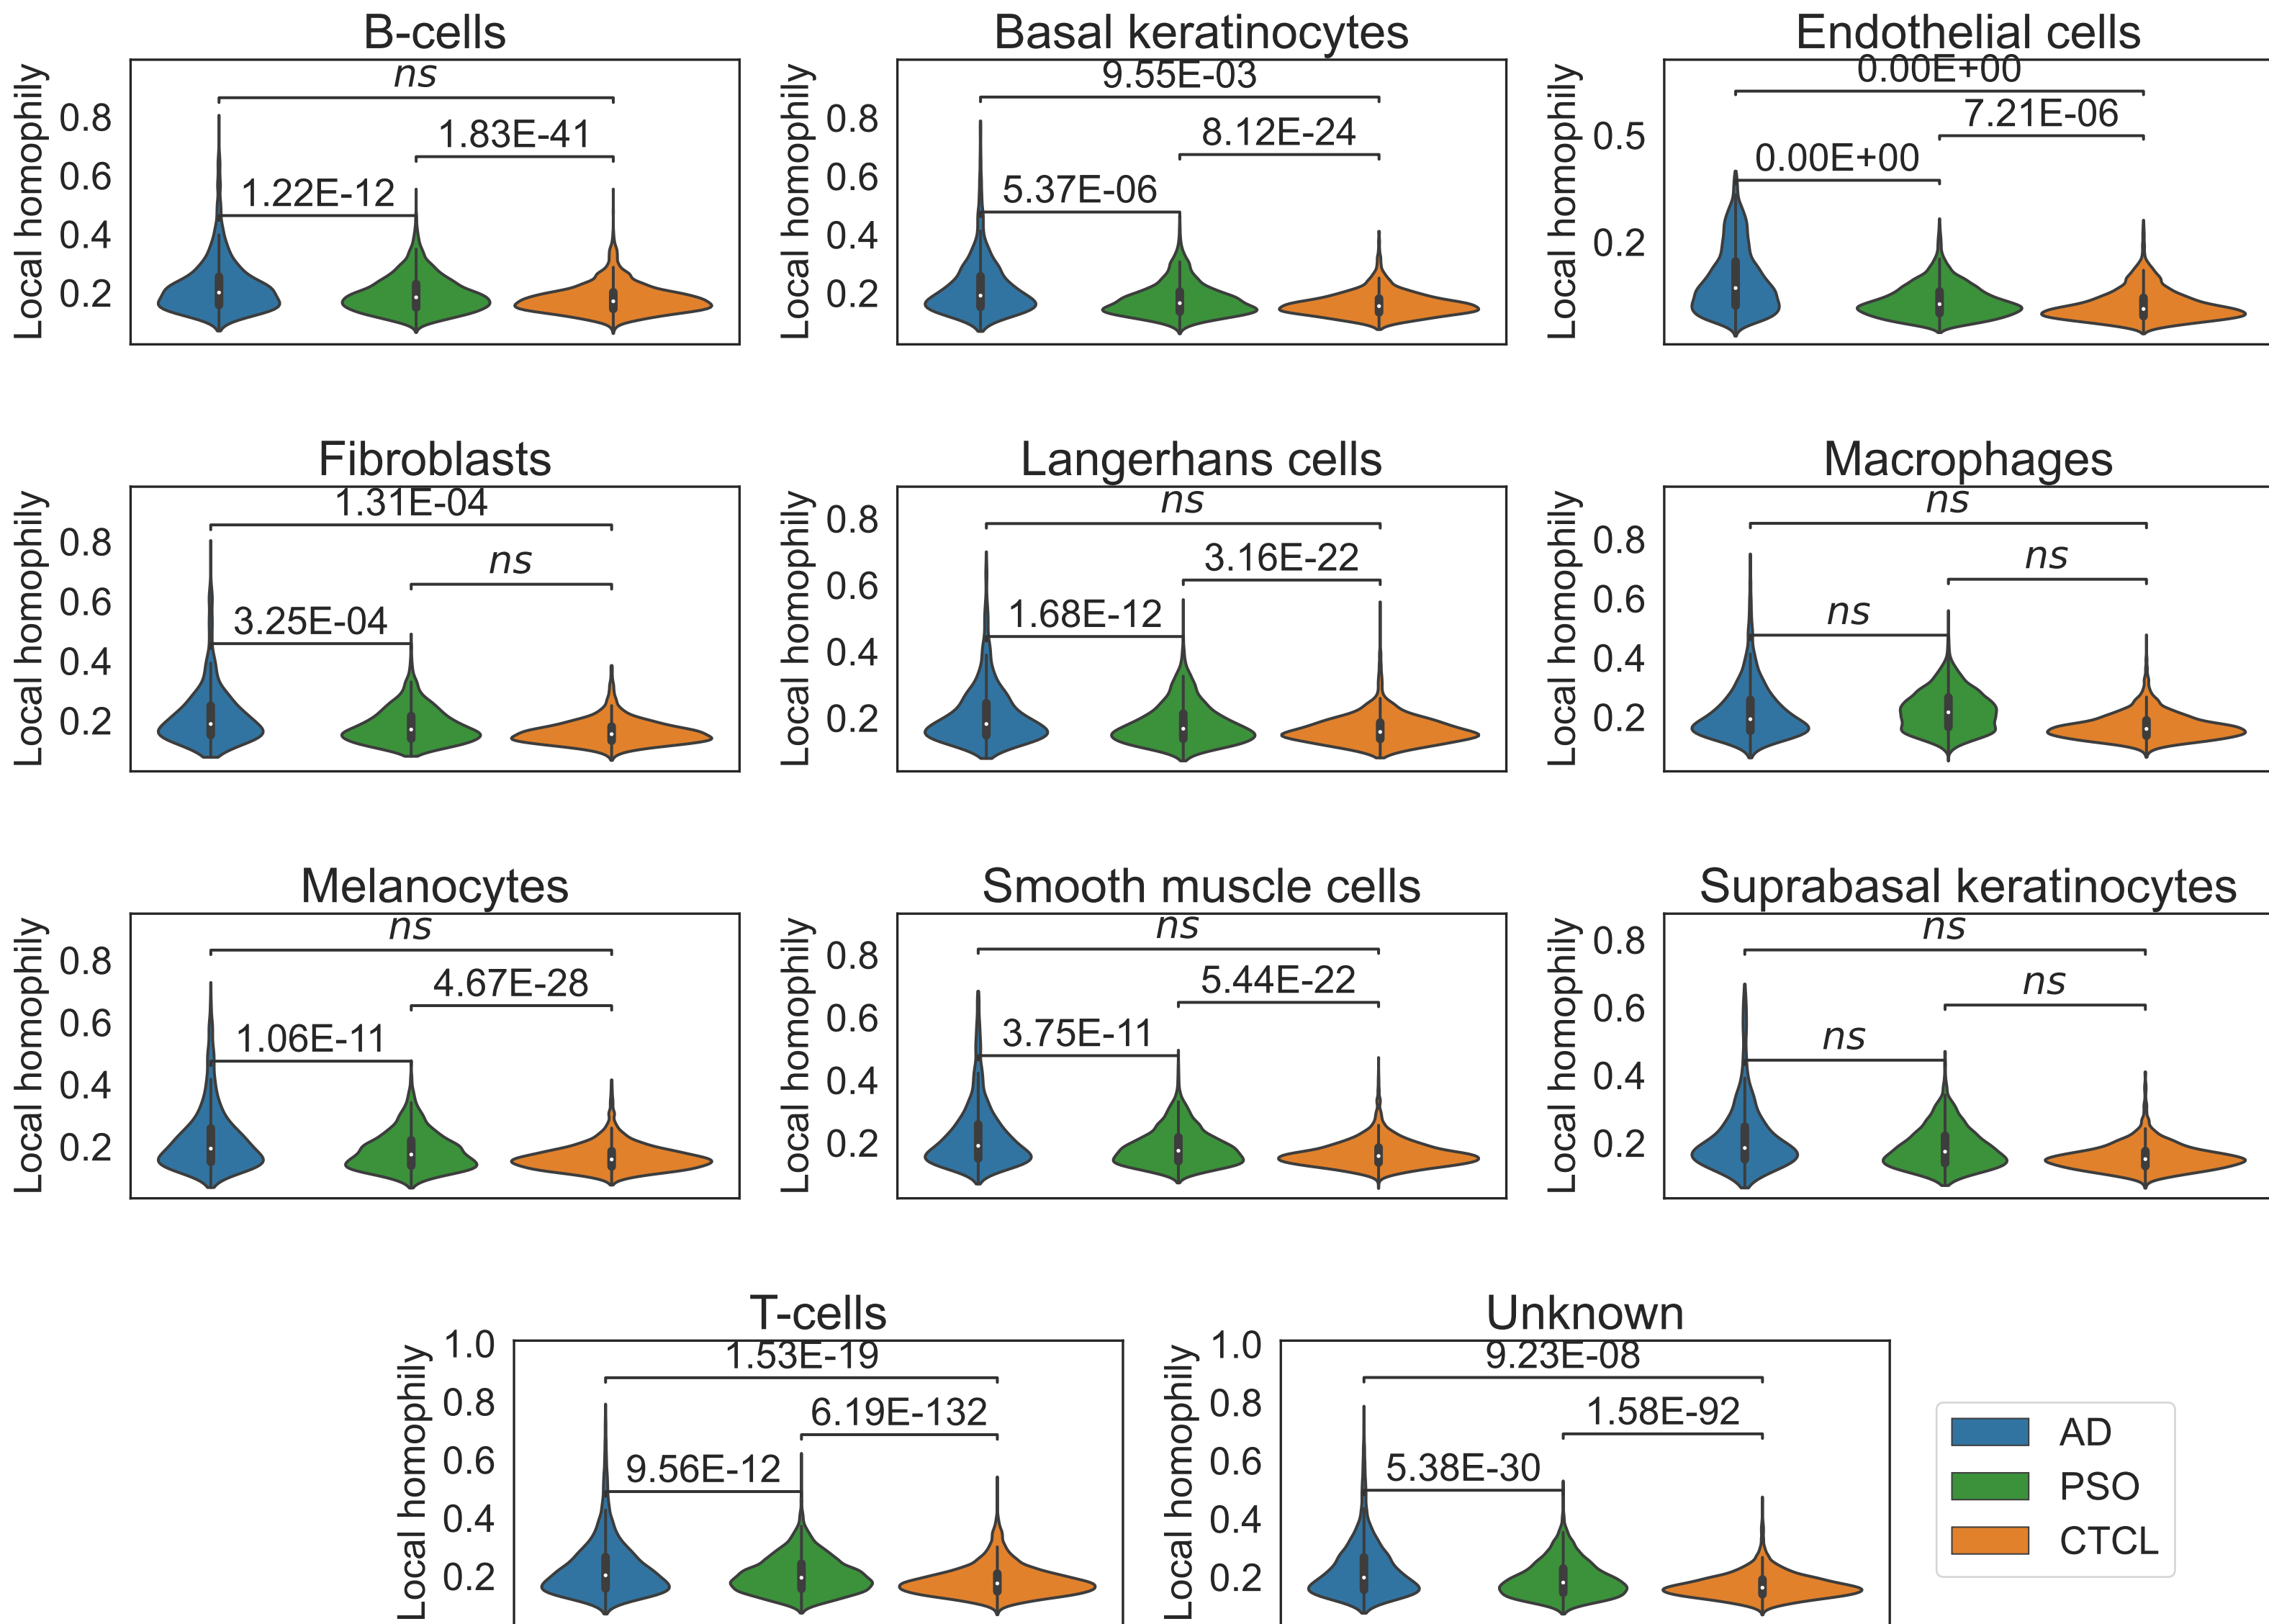 B-cells
Local homophily
0.8
0.6
0.4
0.2
ns
1.83E-41
1.22E-12
Basal keratinocytes
Local homophily
0.8
0.6
0.4
0.2
9.55E-03
8.12E-24
5.37E-06
Endothelial cells
Local homophily
0.5
0.2
0.00E+00
7.21E-06
0.00E+00
Fibroblasts
Local homophily
0.8
0.6
0.4
0.2
1.31E-04
ns
3.25E-04
Langerhans cells
Local homophily
0.8
0.6
0.4
0.2
ns
3.16E-22
1.68E-12
Macrophages
Local homophily
0.8
0.6
0.4
0.2
ns
ns
ns
Melanocytes
Local homophily
0.8
0.6
0.4
0.2
ns
4.67E-28
1.06E-11
Smooth muscle cells
Local homophily
0.8
0.6
0.4
0.2
ns
5.44E-22
3.75E-11
Suprabasal keratinocytes
Local homophily
0.8
0.6
0.4
0.2
ns
ns
ns
T-cells
Local homophily
1.0
0.8
0.6
0.4
0.2
1.53E-19
6.19E-132
9.56E-12
Unknown
Local homophily
1.0
0.8
0.6
0.4
0.2
9.23E-08
1.58E-92
5.38E-30
AD
PSO
CTCL